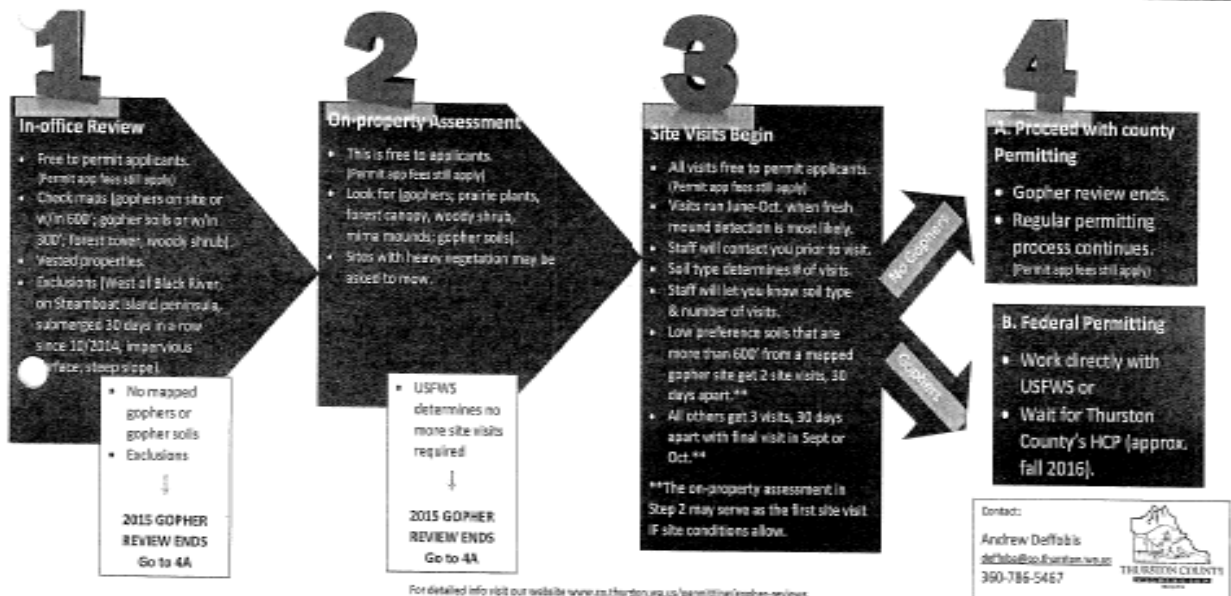 1
In-office Review
• Free to permit applicants.
(Permit app fees still apply)
• Check maps (gophers on site or
w/in 600'; gopher soils or w/in
300'; forest cover, woody shrub).
• Vested properties.
• Exclusions (West of Black River,
on Steamboat Island peninsula,
submerged 30 days in a row
since 10/2014, impervious
surface; steep slope).
• No mapped
gophers or
gopher soils
• Exclusions
2015 GOPHER
REVIEW ENDS
Go to 4A
2
On-property Assessment
• This is free to applicants.
(Permit app fees still apply)
• Look for (gophers; prairie plants,
forest canopy, woody shrub,
mima mounds; gopher soils).
• Sites with heavy vegetation may be
asked to mow.
• USFWS
determines no
more site visits
required
2015 GOPHER
REVIEW ENDS
Go to 4A
3
Site Visits Begin
• All visits free to permit applicants.
(Permit app fees still apply)
• Visits run June-Oct. when fresh
mound detection is most likely.
• Staff will contact you prior to visit.
• Soil type determines # of visits.
• Staff will let you know soil type
& number of visits.
• Low preference soils that are
more than 600' from a mapped
gopher site get 2 site visits, 30
days apart.**
• All others get 3 visits, 30 days
apart with final visit in Sept or
Oct.**
**The on-property assessment in
Step 2 may serve as the first site visit
IF site conditions allow.
No Gophers
Gophers
4
A. Proceed with county
Permitting
• Gopher review ends.
• Regular permitting
process continues.
(Permit app fees still apply)
B. Federal Permitting
• Work directly with
USFWS or
• Wait for Thurston
County's HCP (approx.
fall 2016).
Contact:
Andrew Deffobis
360-786-5467
THURSTON COUNTY
For detailed info visit our website www.co.thurston.wa.us/permitting/gopher-reviews